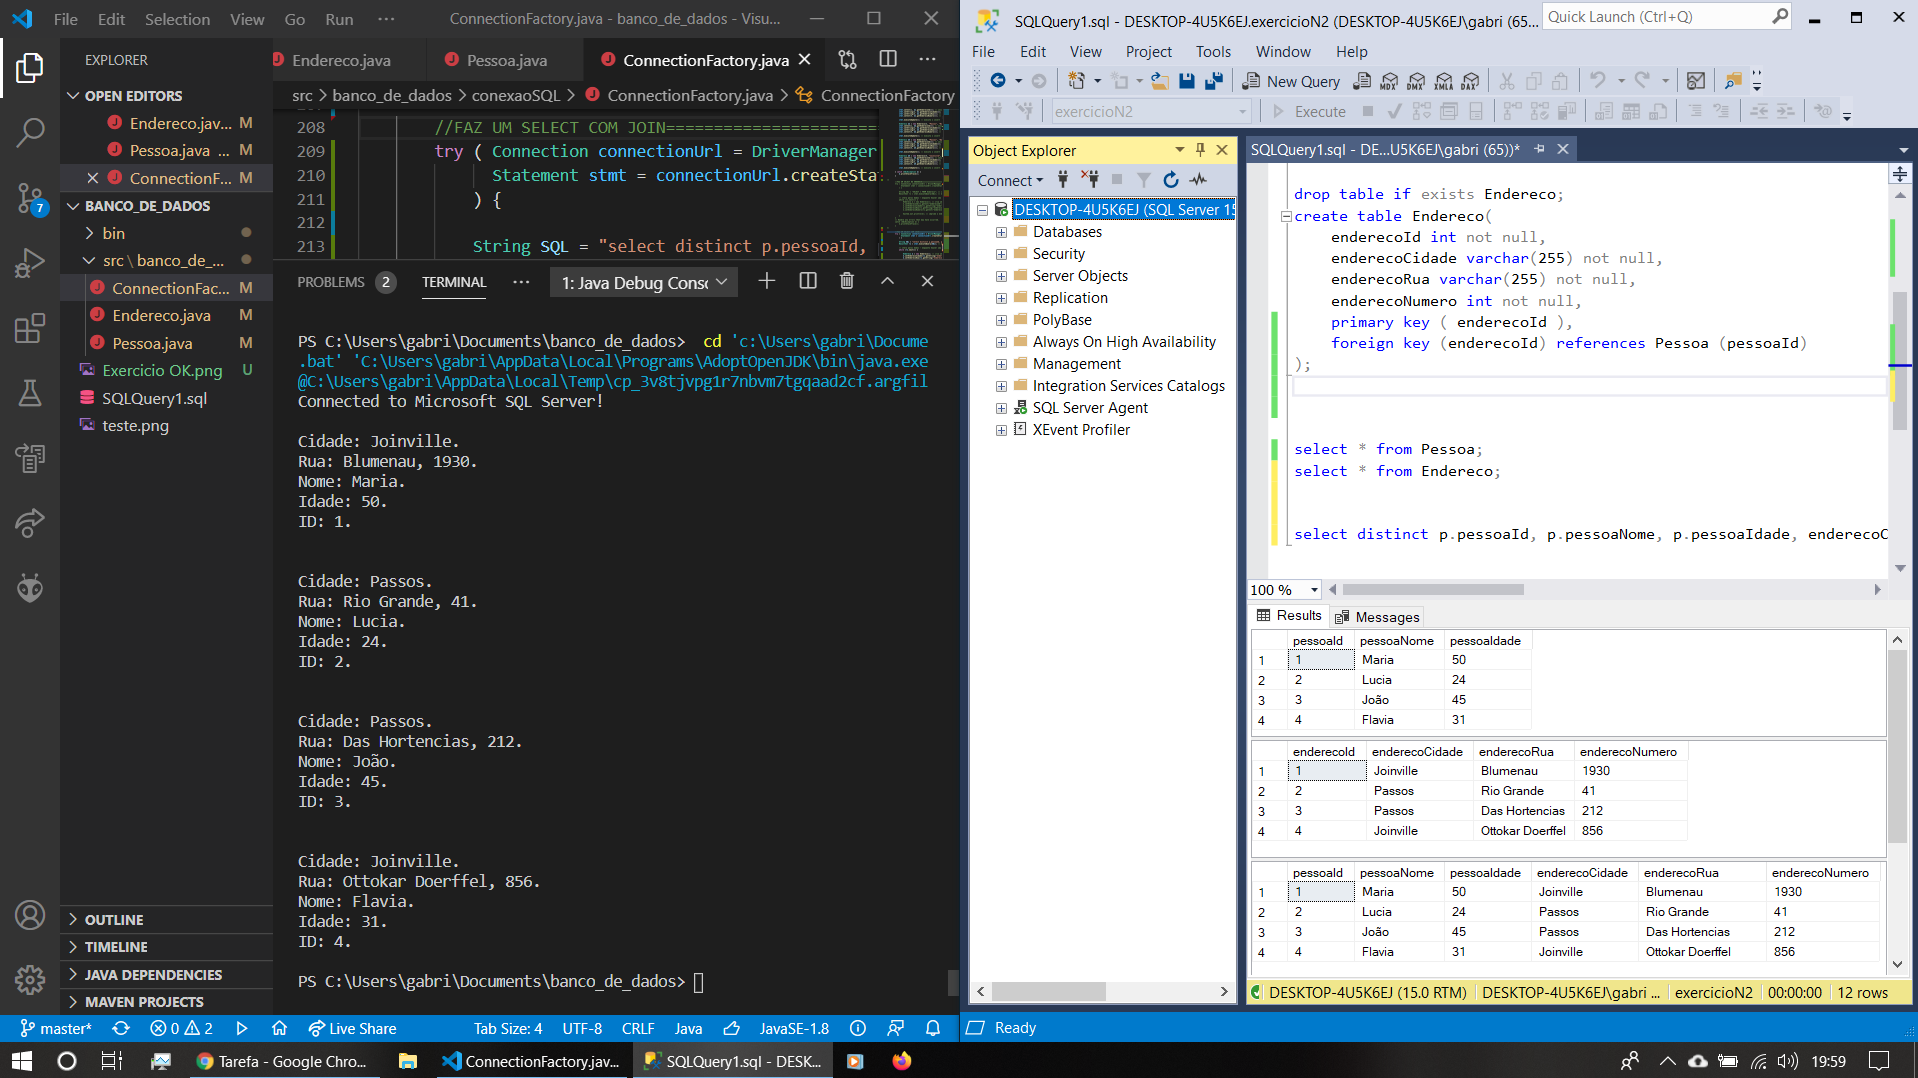 File Edit Selection View Go Run ··· ConnectionFactory.java - banco_de_dados - Visu...
EXPLORER
OPEN EDITORS
Endereco.jav... M
Pessoa.java ... M
ConnectionF... M
BANCO_DE_DADOS
bin
src \ banco_de_...
ConnectionFac... M
Endereco.java M
Pessoa.java M
Exercicio OK.png U
SQLQuery1.sql
teste.png
OUTLINE
TIMELINE
JAVA DEPENDENCIES
MAVEN PROJECTS
7
Endereco.java Pessoa.java ConnectionFactory.java
src > banco_de_dados > conexaoSQL > ConnectionFactory.java > ConnectionFactory
208 //FAZ UM SELECT COM JOIN======================
209 try ( Connection connectionUrl = DriverManager
210 Statement stmt = connectionUrl.createSta
211 ) {
212
213 String SQL = "select distinct p.pessoaId,
PROBLEMS 2 TERMINAL ··· 1: Java Debug Consc
PS C:\Users\gabri\Documents\banco_de_dados> cd 'c:\Users\gabri\Docume
.bat' 'C:\Users\gabri\AppData\Local\Programs\AdoptOpenJDK\bin\java.exe
@C:\Users\gabri\AppData\Local\Temp\cp_3v8tjvpg1r7nbvm7tgqaad2cf.argfil
Connected to Microsoft SQL Server!
Cidade: Joinville.
Rua: Blumenau, 1930.
Nome: Maria.
Idade: 50.
ID: 1.
Cidade: Passos.
Rua: Rio Grande, 41.
Nome: Lucia.
Idade: 24.
ID: 2.
Cidade: Passos.
Rua: Das Hortencias, 212.
Nome: João.
Idade: 45.
ID: 3.
Cidade: Joinville.
Rua: Ottokar Doerffel, 856.
Nome: Flavia.
Idade: 31.
ID: 4.
PS C:\Users\gabri\Documents\banco_de_dados>
master* 0 2 Live Share Tab Size: 4 UTF-8 CRLF Java JavaSE-1.8
SQLQuery1.sql - DESKTOP-4U5K6EJ.exercicioN2 (DESKTOP-4U5K6EJ\gabri (65... Quick Launch (Ctrl+Q)
File Edit View Project Tools Window Help
New Query MDX DMX XMLA DAX
exercicioN2 Execute
Object Explorer
Connect
DESKTOP-4U5K6EJ (SQL Server 15
Databases
Security
Server Objects
Replication
PolyBase
Always On High Availability
Management
Integration Services Catalogs
SQL Server Agent
XEvent Profiler
SQLQuery1.sql - DE...U5K6EJ\gabri (65))*
drop table if exists Endereco;
create table Endereco(
enderecoId int not null,
enderecoCidade varchar(255) not null,
enderecoRua varchar(255) not null,
enderecoNumero int not null,
primary key ( enderecoId ),
foreign key (enderecoId) references Pessoa (pessoaId)
);
select * from Pessoa;
select * from Endereco;
select distinct p.pessoaId, p.pessoaNome, p.pessoaIdade, enderecoC
100 %
Results Messages
pessoaId pessoaNome pessoaIdade
1 1 Maria 50
2 2 Lucia 24
3 3 João 45
4 4 Flavia 31
enderecoId enderecoCidade enderecoRua enderecoNumero
1 1 Joinville Blumenau 1930
2 2 Passos Rio Grande 41
3 3 Passos Das Hortencias 212
4 4 Joinville Ottokar Doerffel 856
pessoaId pessoaNome pessoaIdade enderecoCidade enderecoRua enderecoNumero
1 1 Maria 50 Joinville Blumenau 1930
2 2 Lucia 24 Passos Rio Grande 41
3 3 João 45 Passos Das Hortencias 212
4 4 Flavia 31 Joinville Ottokar Doerffel 856
DESKTOP-4U5K6EJ (15.0 RTM) DESKTOP-4U5K6EJ\gabri ... exercicioN2 00:00:00 12 rows
Ready
Tarefa - Google Chro... ConnectionFactory.jav... SQLQuery1.sql - DESK... 19:59